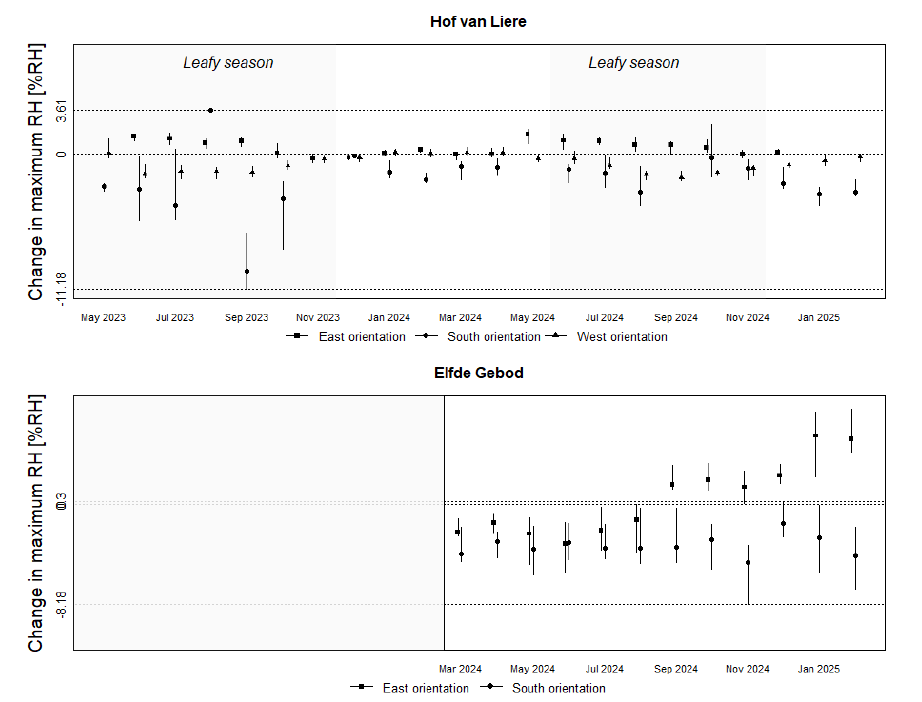 Hof van Liere
Change in maximum RH [%RH]
3.61
0
-11.18
Leafy season Leafy season
May 2023 Jul 2023 Sep 2023 Nov 2023 Jan 2024 Mar 2024 May 2024 Jul 2024 Sep 2024 Nov 2024 Jan 2025
East orientation South orientation West orientation
Elfde Gebod
Change in maximum RH [%RH]
-8.18
Mar 2024 May 2024 Jul 2024 Sep 2024 Nov 2024 Jan 2025
East orientation South orientation